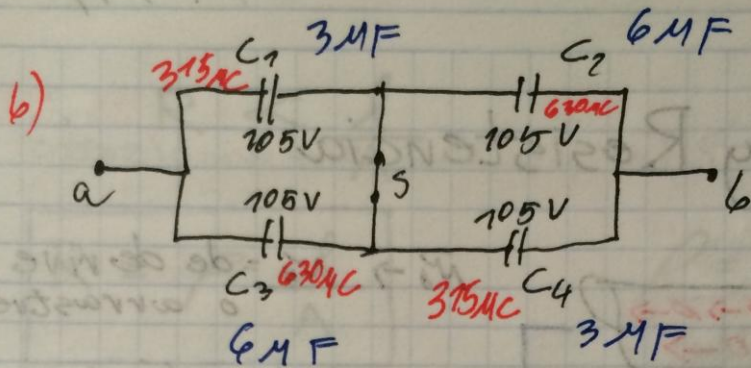 C1 3µF 6µF
b) 315µC C2
630µC
105V 105V
a S b
105V 105V
C3 630µC 315µC C4
6µF 3µF